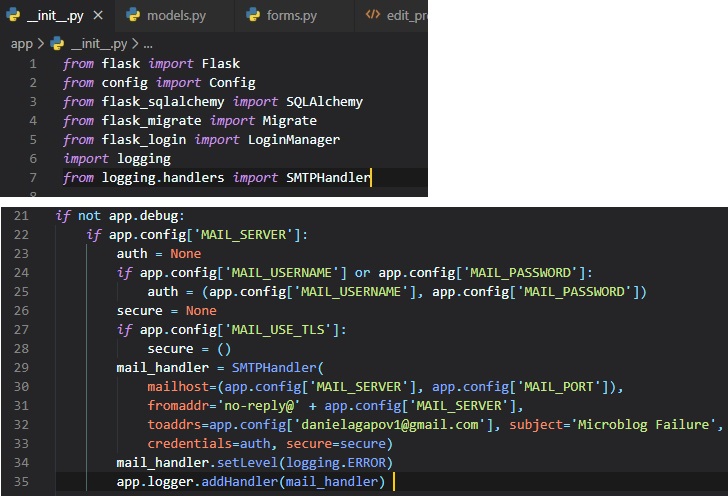 __init__.py × models.py forms.py edit_pr
app > __init__.py > ...
1 from flask import Flask
2 from config import Config
3 from flask_sqlalchemy import SQLAlchemy
4 from flask_migrate import Migrate
5 from flask_login import LoginManager
6 import logging
7 from logging.handlers import SMTPHandler
21 if not app.debug:
22 if app.config['MAIL_SERVER']:
23 auth = None
24 if app.config['MAIL_USERNAME'] or app.config['MAIL_PASSWORD']:
25 auth = (app.config['MAIL_USERNAME'], app.config['MAIL_PASSWORD'])
26 secure = None
27 if app.config['MAIL_USE_TLS']:
28 secure = ()
29 mail_handler = SMTPHandler(
30 mailhost=(app.config['MAIL_SERVER'], app.config['MAIL_PORT']),
31 fromaddr='no-reply@' + app.config['MAIL_SERVER'],
32 toaddrs=app.config['danielagapov1@gmail.com'], subject='Microblog Failure',
33 credentials=auth, secure=secure)
34 mail_handler.setLevel(logging.ERROR)
35 app.logger.addHandler(mail_handler)